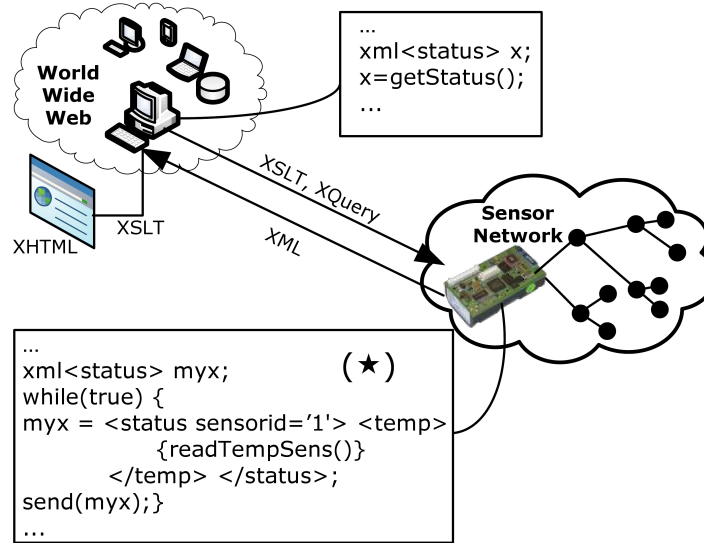 ...
xml<status> x;
x=getStatus();
...
World
Wide
Web
XSLT, XQuery
XML
XHTML
XSLT
Sensor
Network
...
xml<status> myx; (★)
while(true) {
myx = <status sensorid=’1'> <temp>
{readTempSens()}
</temp> </status>;
send(myx);}
...